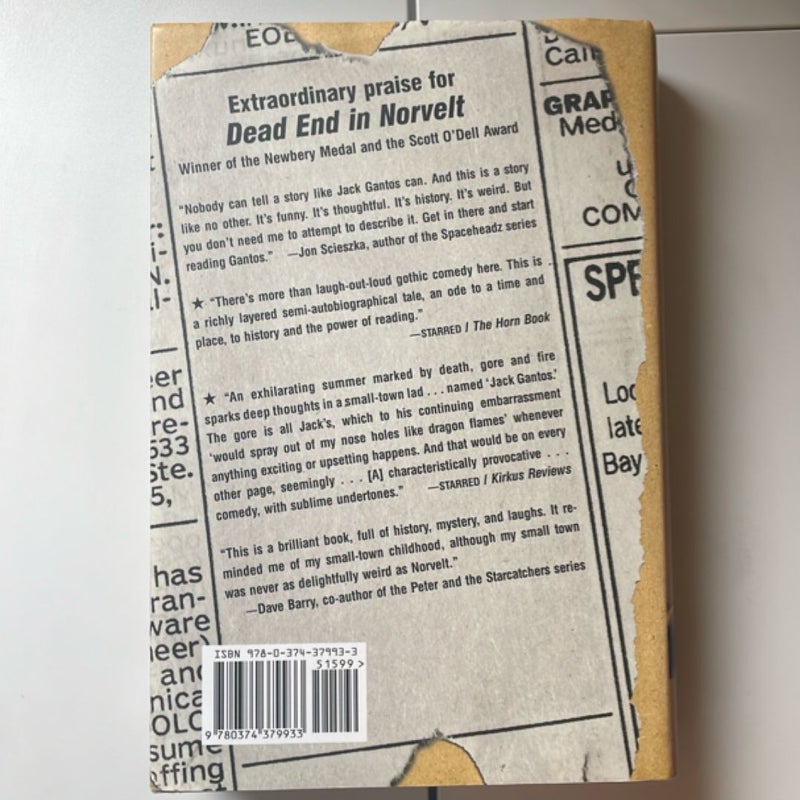 EOE
Extraordinary praise for
Dead End in Norvelt
Winner of the Newbery Medal and the Scott O'Dell Award
"Nobody can tell a story like Jack Gantos can. And this is a story
like no other. It's funny. It's thoughtful. It's history. It's weird. But
you don't need me to attempt to describe it. Get in there and start
reading Gantos." —Jon Scieszka, author of the Spaceheadz series
★ "There's more than laugh-out-loud gothic comedy here. This is
a richly layered semi-autobiographical tale, an ode to a time and
place, to history and the power of reading."
—STARRED / The Horn Book
★ "An exhilarating summer marked by death, gore and fire
sparks deep thoughts in a small-town lad . . . named 'Jack Gantos.'
The gore is all Jack's, which to his continuing embarrassment
'would spray out of my nose holes like dragon flames' whenever
anything exciting or upsetting happens. And that would be on every
other page, seemingly . . . [A] characteristically provocative . . .
comedy, with sublime undertones." —STARRED / Kirkus Reviews
"This is a brilliant book, full of history, mystery, and laughs. It re-
minded me of my small-town childhood, although my small town
was never as delightfully weird as Norvelt."
—Dave Barry, co-author of the Peter and the Starcatchers series
ISBN 978-0-374-37993-3
51599 >
9 780374 379933
eer
nd
re-
533
Ste.
5,
has
ran-
ware
neer)
and
nica
OLO
sume
offing
Call
GRAP
Med
COM
SPE
Loc
late
Bay